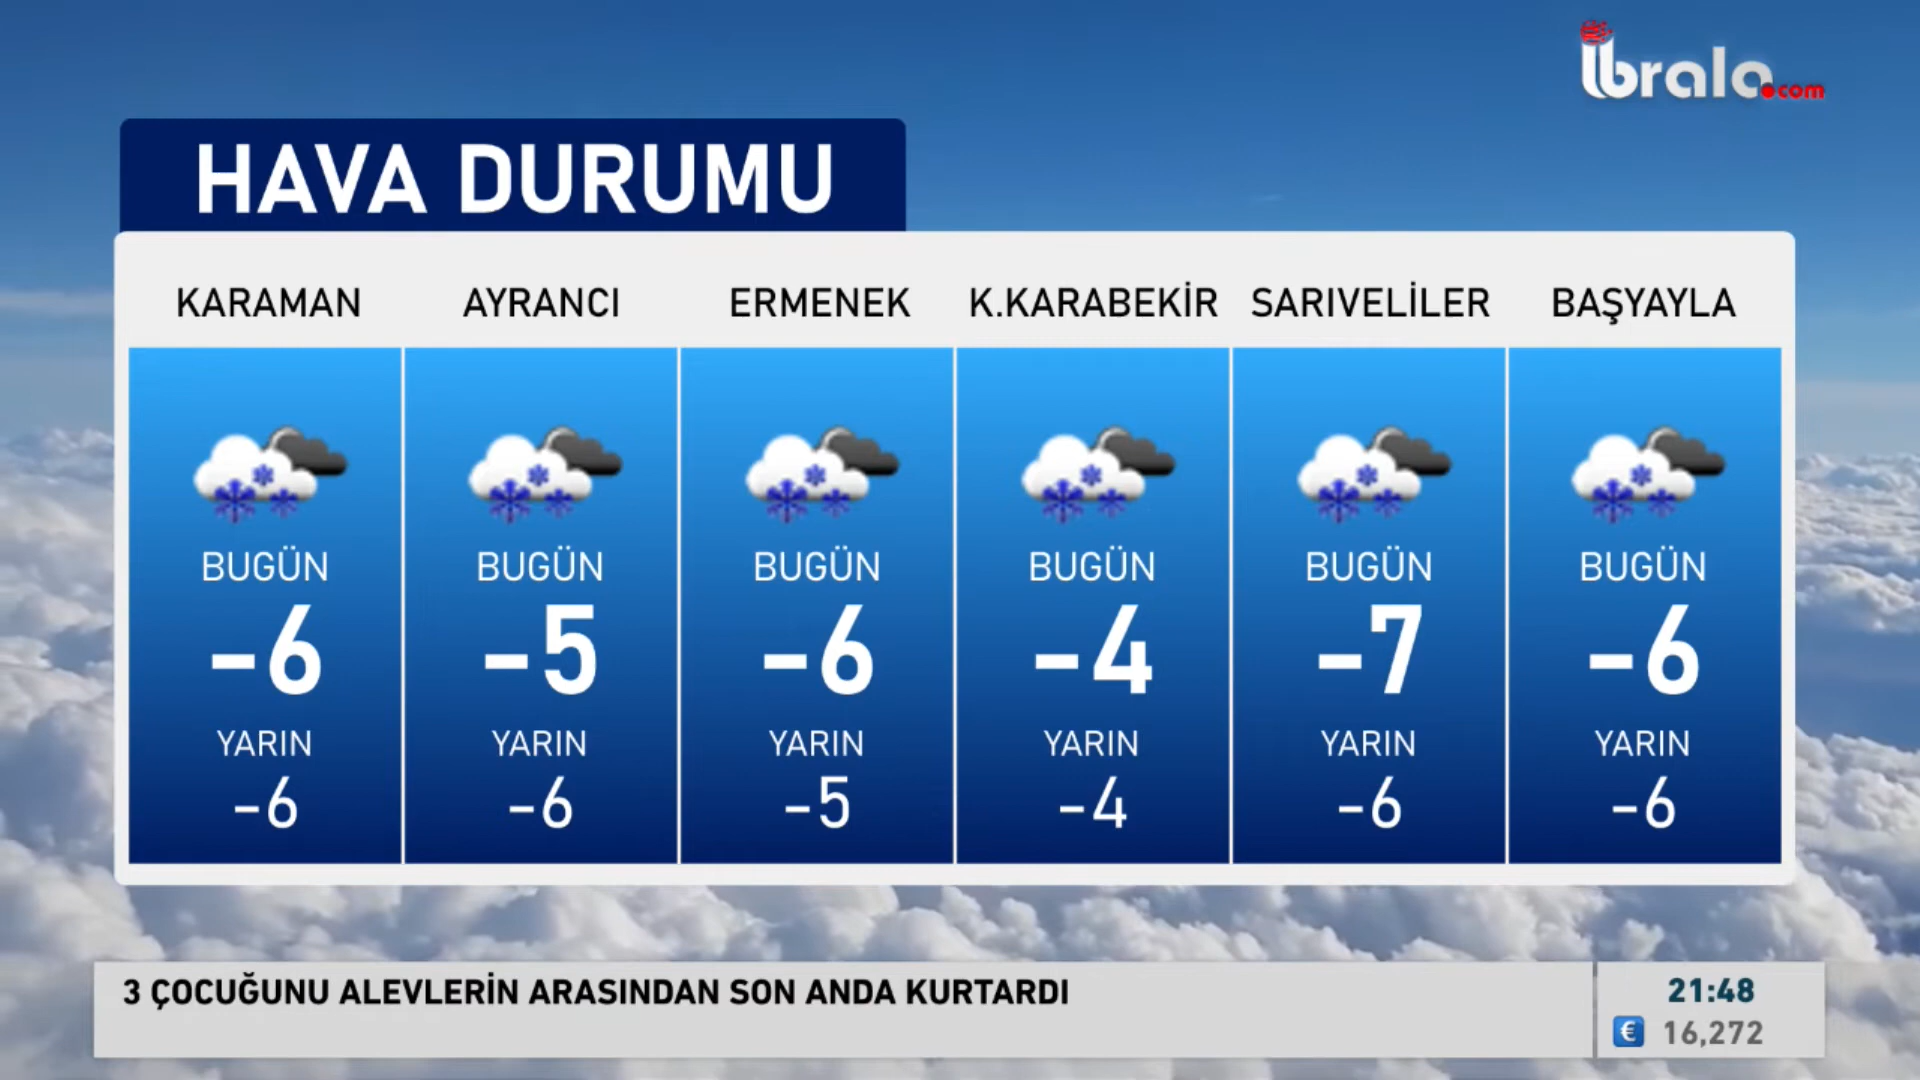 ibrala.com
HAVA DURUMU
KARAMAN AYRANCI ERMENEK K.KARABEKİR SARIVELİLER BAŞYAYLA
BUGÜN BUGÜN BUGÜN BUGÜN BUGÜN BUGÜN
-6 -5 -6 -4 -7 -6
YARIN YARIN YARIN YARIN YARIN YARIN
-6 -6 -5 -4 -6 -6
3 ÇOCUĞUNU ALEVLERİN ARASINDAN SON ANDA KURTARDI
21:48
€ 16,272